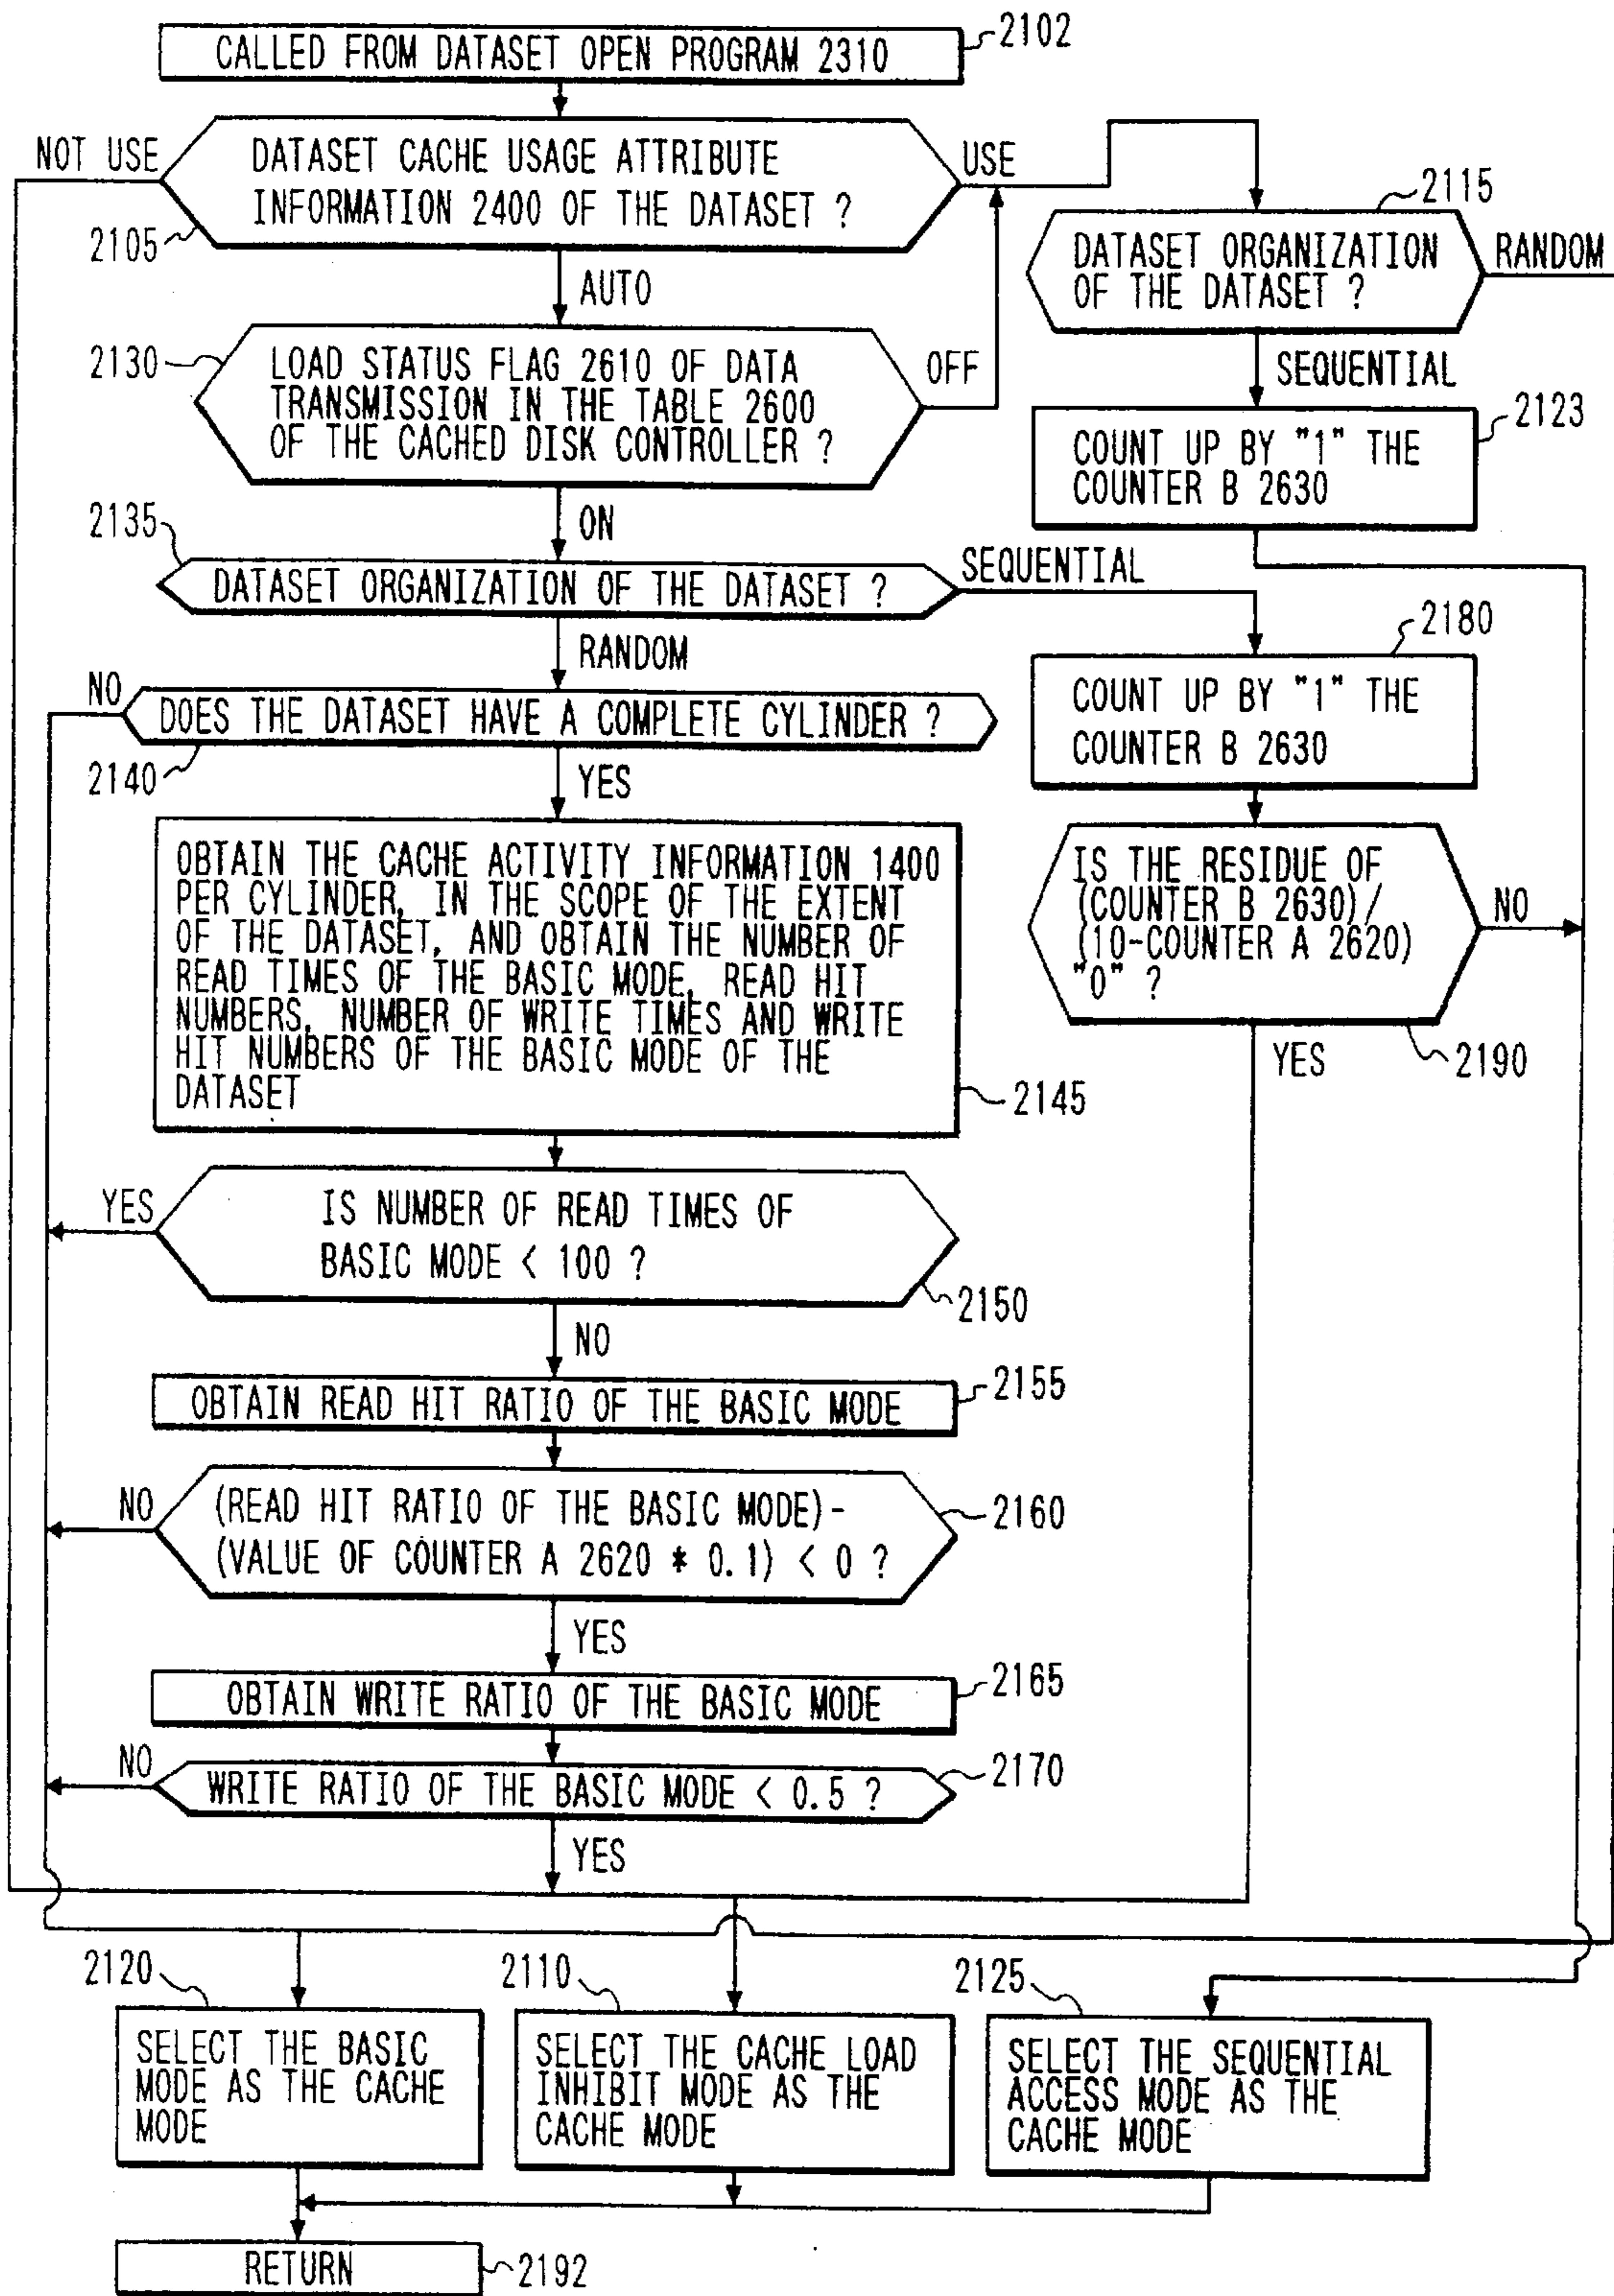 CALLED FROM DATASET OPEN PROGRAM 2310
2102
NOT USE
DATASET CACHE USAGE ATTRIBUTE
INFORMATION 2400 OF THE DATASET ?
USE
2105
2115
DATASET ORGANIZATION
OF THE DATASET ?
RANDOM
AUTO
SEQUENTIAL
2130
LOAD STATUS FLAG 2610 OF DATA
TRANSMISSION IN THE TABLE 2600
OF THE CACHED DISK CONTROLLER ?
OFF
2123
COUNT UP BY "1" THE
COUNTER B 2630
ON
2135
DATASET ORGANIZATION OF THE DATASET ?
SEQUENTIAL
RANDOM
2180
COUNT UP BY "1" THE
COUNTER B 2630
NO
DOES THE DATASET HAVE A COMPLETE CYLINDER ?
2140
YES
OBTAIN THE CACHE ACTIVITY INFORMATION 1400
PER CYLINDER, IN THE SCOPE OF THE EXTENT
OF THE DATASET, AND OBTAIN THE NUMBER OF
READ TIMES OF THE BASIC MODE, READ HIT
NUMBERS, NUMBER OF WRITE TIMES AND WRITE
HIT NUMBERS OF THE BASIC MODE OF THE
DATASET
2145
IS THE RESIDUE OF
(COUNTER B 2630)/
(10-COUNTER A 2620)
"0" ?
NO
YES
2190
YES
IS NUMBER OF READ TIMES OF
BASIC MODE < 100 ?
2150
NO
OBTAIN READ HIT RATIO OF THE BASIC MODE
2155
NO
(READ HIT RATIO OF THE BASIC MODE)-
(VALUE OF COUNTER A 2620 * 0.1) < 0 ?
2160
YES
OBTAIN WRITE RATIO OF THE BASIC MODE
2165
NO
WRITE RATIO OF THE BASIC MODE < 0.5 ?
2170
YES
2120
SELECT THE BASIC
MODE AS THE CACHE
MODE
2110
SELECT THE CACHE LOAD
INHIBIT MODE AS THE
CACHE MODE
2125
SELECT THE SEQUENTIAL
ACCESS MODE AS THE
CACHE MODE
RETURN
2192